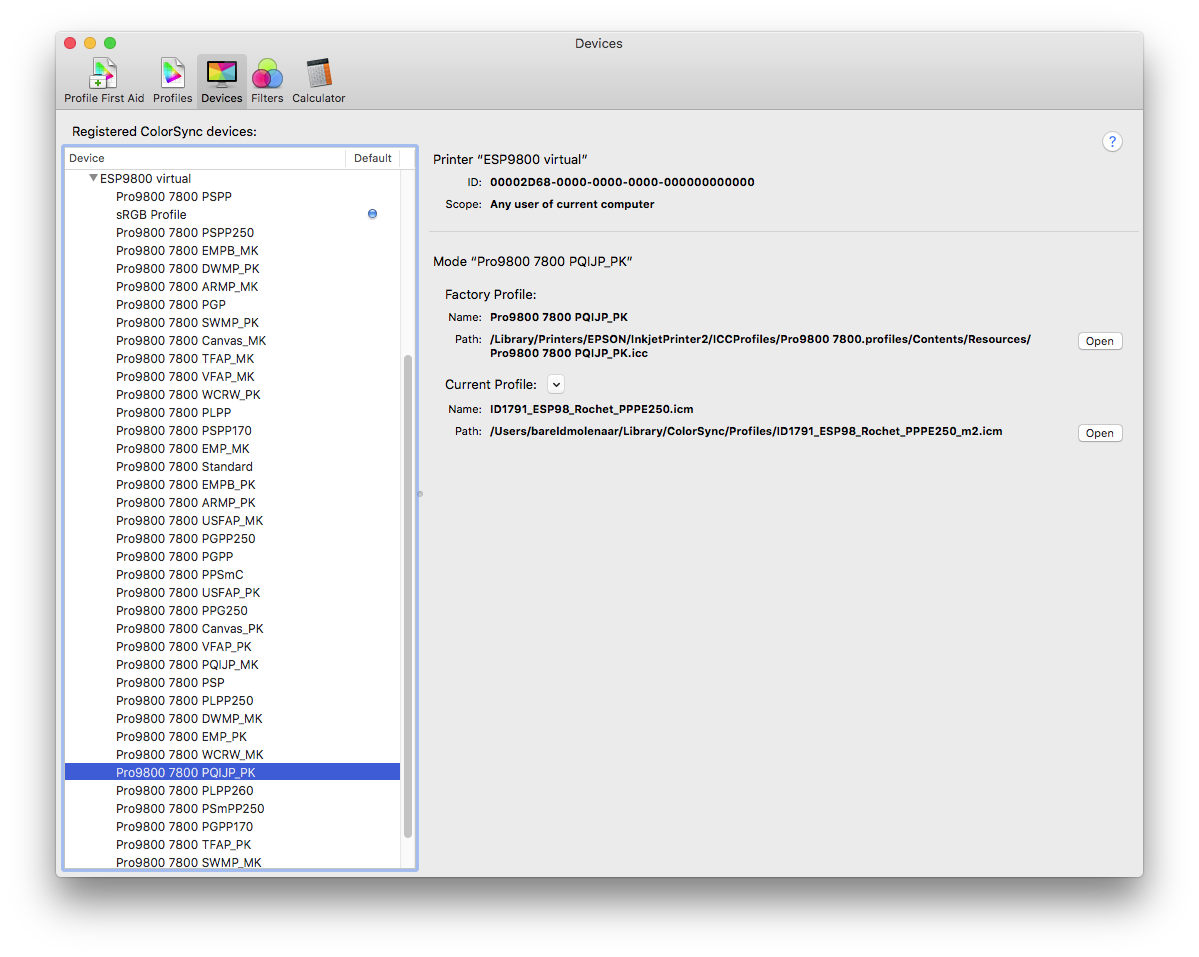 Devices
Profile First Aid
Profiles
Devices
Filters
Calculator
Registered ColorSync devices:
Device
Default
ESP9800 virtual
Pro9800 7800 PSPP
sRGB Profile
Pro9800 7800 PSPP250
Pro9800 7800 EMPB_MK
Pro9800 7800 DWMP_PK
Pro9800 7800 ARMP_MK
Pro9800 7800 PGP
Pro9800 7800 SWMP_PK
Pro9800 7800 Canvas_MK
Pro9800 7800 TFAP_MK
Pro9800 7800 VFAP_MK
Pro9800 7800 WCRW_PK
Pro9800 7800 PLPP
Pro9800 7800 PSPP170
Pro9800 7800 EMP_MK
Pro9800 7800 Standard
Pro9800 7800 EMPB_PK
Pro9800 7800 ARMP_PK
Pro9800 7800 USFAP_MK
Pro9800 7800 PGPP250
Pro9800 7800 PGPP
Pro9800 7800 PPSmC
Pro9800 7800 USFAP_PK
Pro9800 7800 PPG250
Pro9800 7800 Canvas_PK
Pro9800 7800 VFAP_PK
Pro9800 7800 PQIJP_MK
Pro9800 7800 PSP
Pro9800 7800 PLPP250
Pro9800 7800 DWMP_MK
Pro9800 7800 EMP_PK
Pro9800 7800 WCRW_MK
Pro9800 7800 PQIJP_PK
Pro9800 7800 PLPP260
Pro9800 7800 PSmPP250
Pro9800 7800 PGPP170
Pro9800 7800 TFAP_PK
Pro9800 7800 SWMP_MK
?
Printer “ESP9800 virtual”
ID: 00002D68-0000-0000-0000-000000000000
Scope: Any user of current computer
Mode “Pro9800 7800 PQIJP_PK”
Factory Profile:
Name: Pro9800 7800 PQIJP_PK
Path: /Library/Printers/EPSON/InkjetPrinter2/ICCProfiles/Pro9800 7800.profiles/Contents/Resources/
Pro9800 7800 PQIJP_PK.icc
Open
Current Profile:
Name: ID1791_ESP98_Rochet_PPPE250.icm
Path: /Users/bareldmolenaar/Library/ColorSync/Profiles/ID1791_ESP98_Rochet_PPPE250_m2.icm
Open